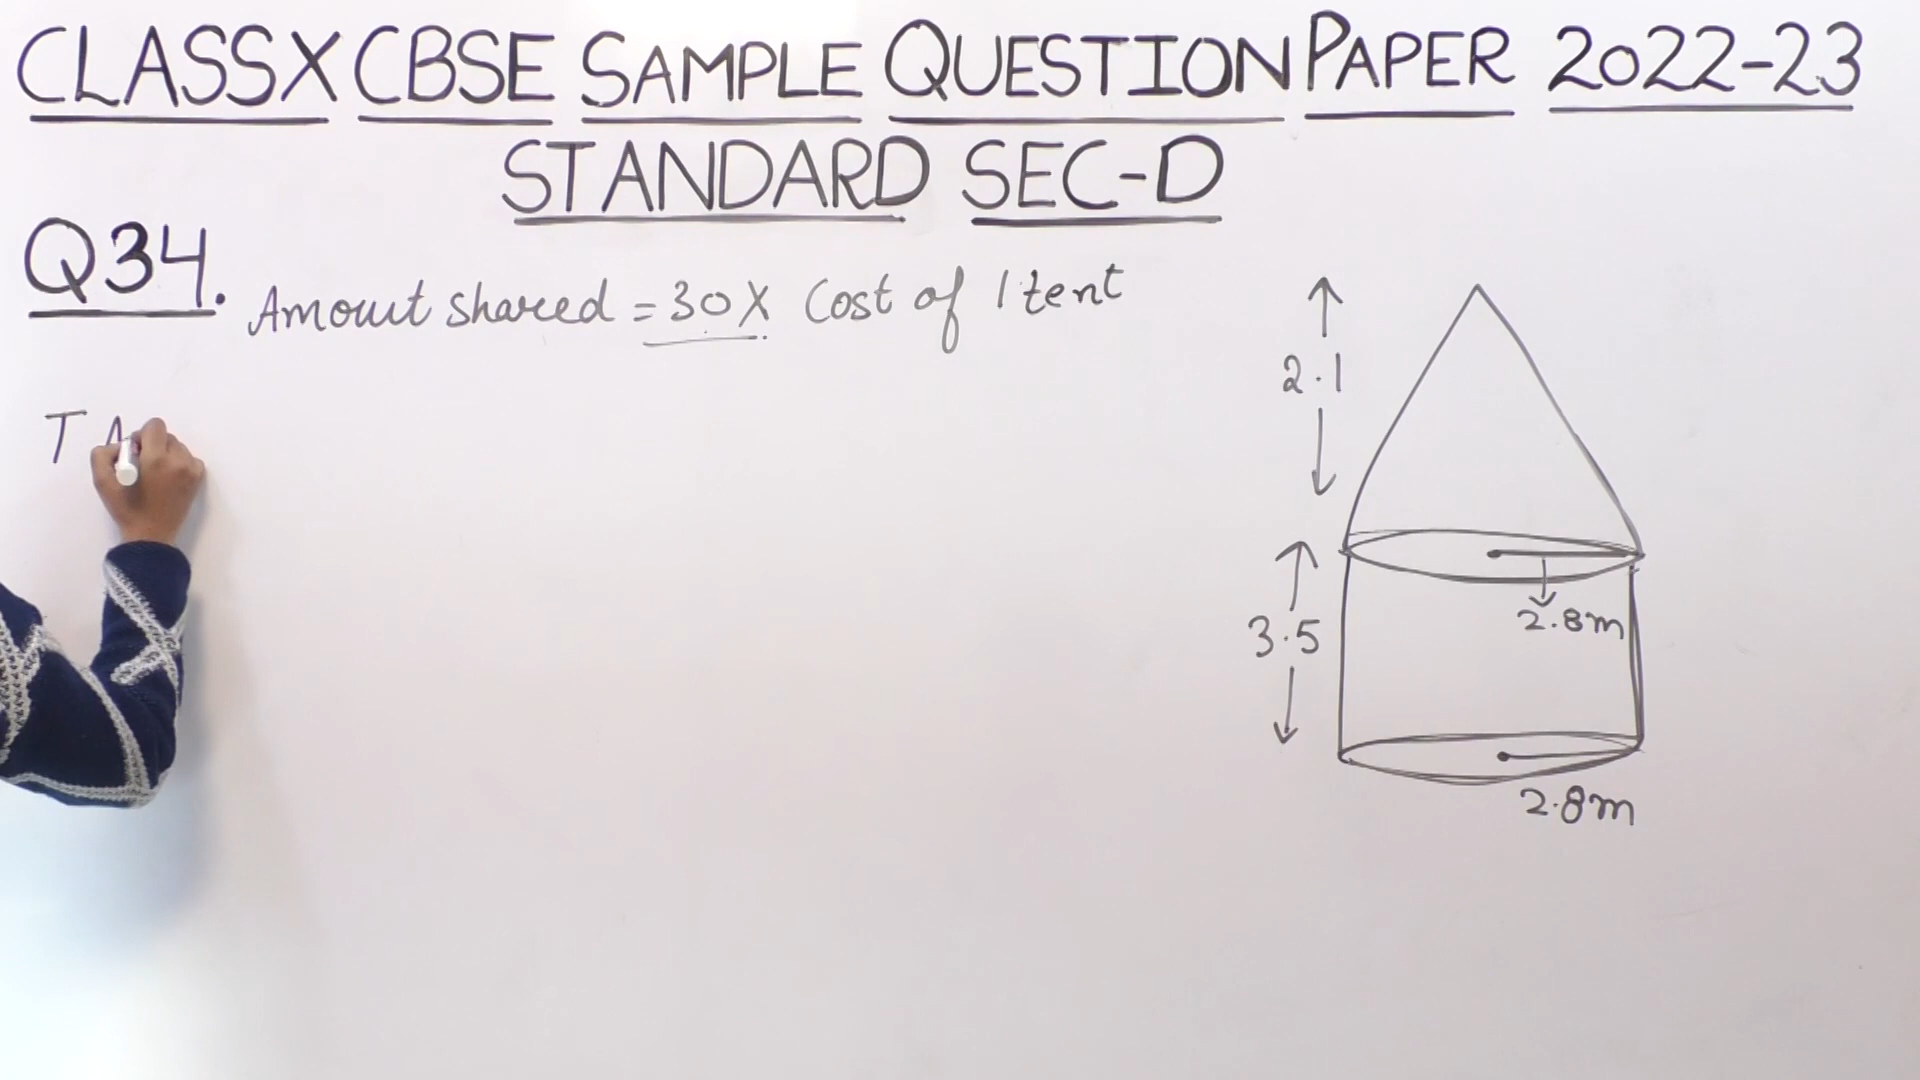 CLASS X CBSE SAMPLE QUESTION PAPER 2022-23
STANDARD SEC-D
Q34.
Amount shared = 30 X Cost of 1 tent
T
2.1
3.5
2.8m
2.8m